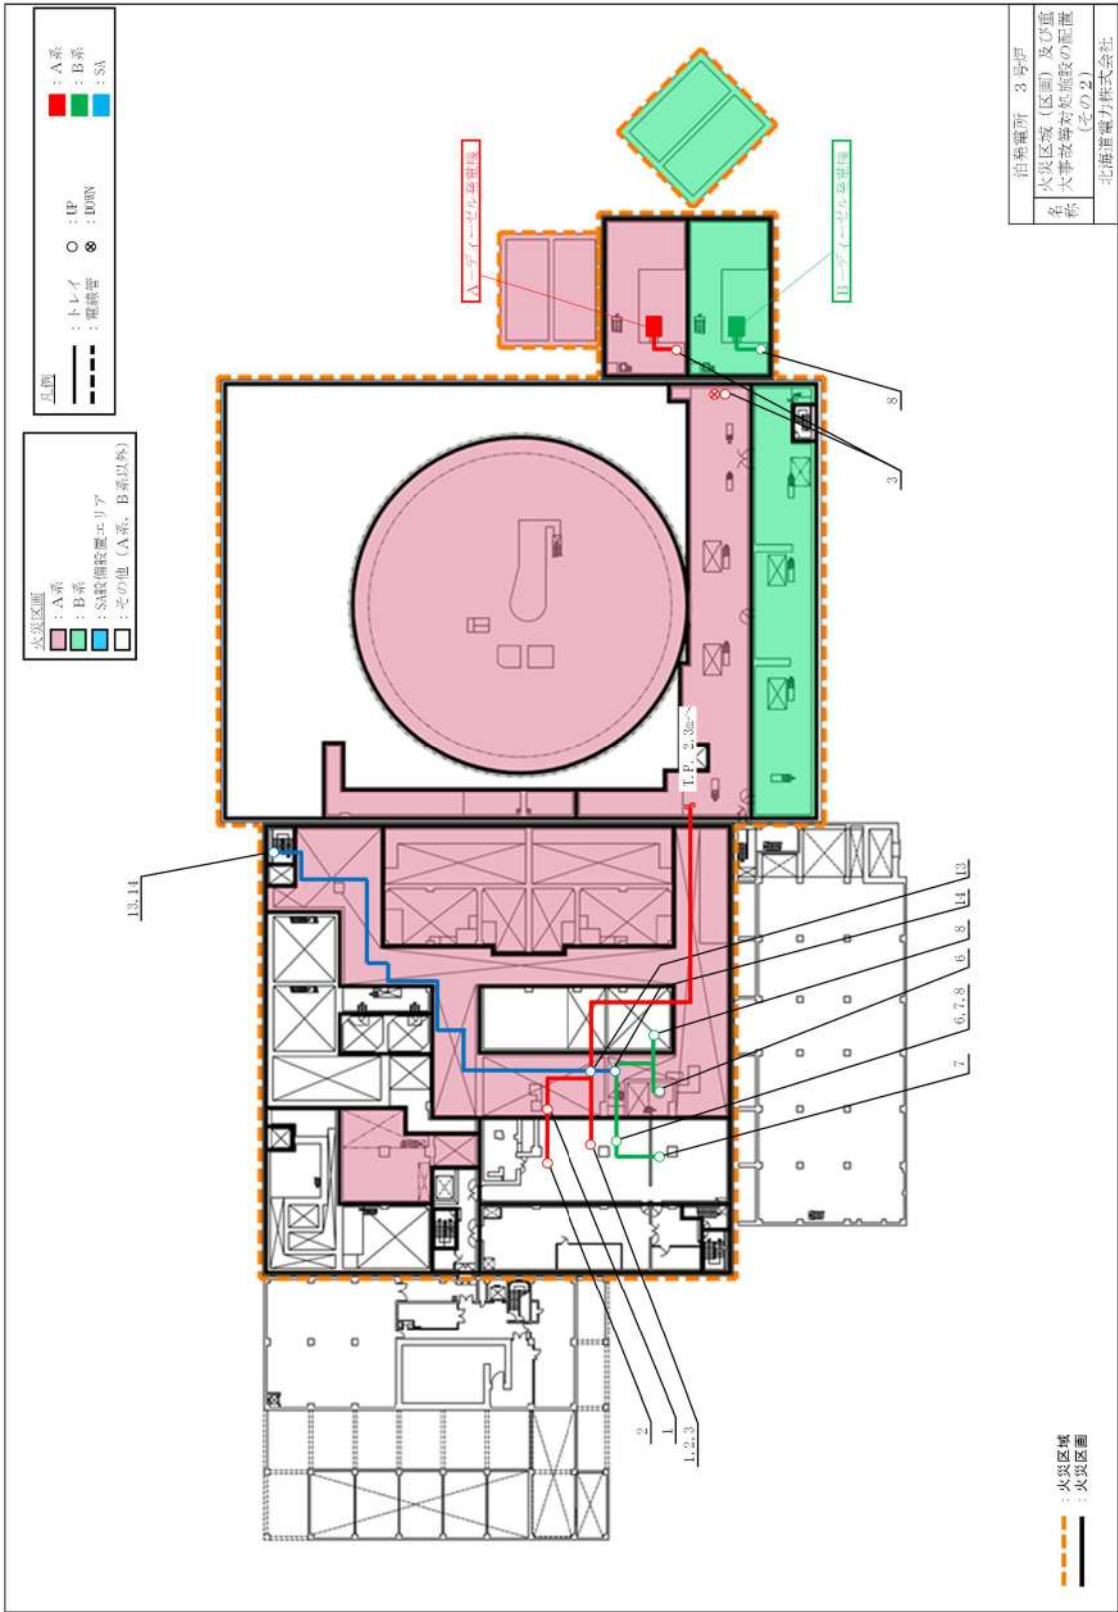 火災区画
：A系
：B系
：SA設備設置エリア
：その他（A系，B系以外）
凡例
：トレイ
：電線管
○：UP
⊗：DOWN
：A系
：B系
：SA
A－ディーゼル発電機
B－ディーゼル発電機
T.P. 2.3mへ
13,14
8
3
13
14
8
6
6,7,8
7
2
1
1,2,3
：火災区域
：火災区画
泊発電所 3号炉
名称
火災区域（区画）及び重
大事故等対処施設の配置
（その2）
北海道電力株式会社